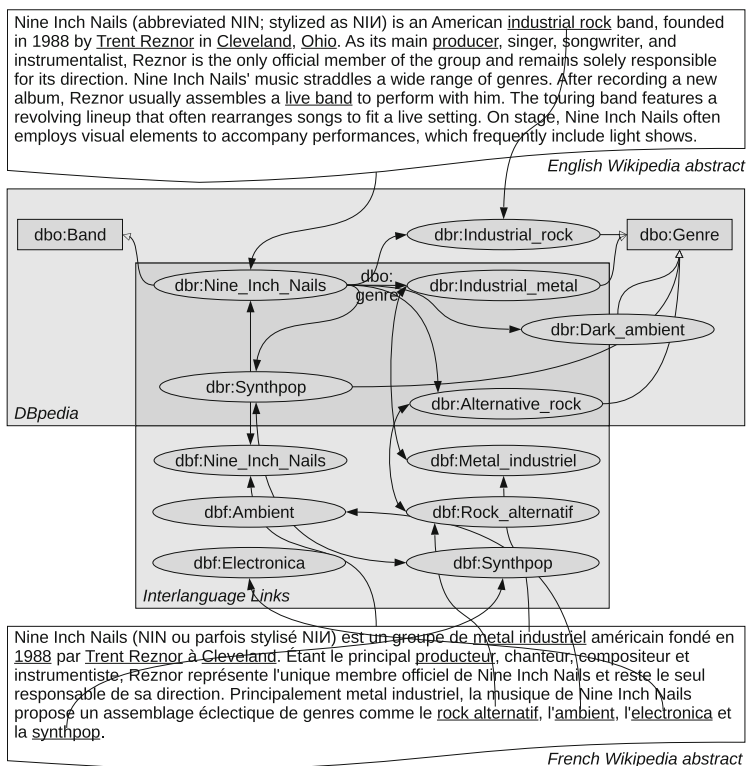 Nine Inch Nails (abbreviated NIN; stylized as NIИ) is an American industrial rock band, founded
in 1988 by Trent Reznor in Cleveland, Ohio. As its main producer, singer, songwriter, and
instrumentalist, Reznor is the only official member of the group and remains solely responsible
for its direction. Nine Inch Nails' music straddles a wide range of genres. After recording a new
album, Reznor usually assembles a live band to perform with him. The touring band features a
revolving lineup that often rearranges songs to fit a live setting. On stage, Nine Inch Nails often
employs visual elements to accompany performances, which frequently include light shows.
English Wikipedia abstract
dbo:Band
dbr:Industrial_rock
dbo:Genre
dbr:Nine_Inch_Nails
dbo:
genre
dbr:Industrial_metal
dbr:Dark_ambient
dbr:Synthpop
dbr:Alternative_rock
DBpedia
dbf:Nine_Inch_Nails
dbf:Metal_industriel
dbf:Ambient
dbf:Rock_alternatif
dbf:Electronica
dbf:Synthpop
Interlanguage Links
Nine Inch Nails (NIN ou parfois stylisé NIИ) est un groupe de metal industriel américain fondé en
1988 par Trent Reznor à Cleveland. Étant le principal producteur, chanteur, compositeur et
instrumentiste, Reznor représente l'unique membre officiel de Nine Inch Nails et reste le seul
responsable de sa direction. Principalement metal industriel, la musique de Nine Inch Nails
propose un assemblage éclectique de genres comme le rock alternatif, l'ambient, l'electronica et
la synthpop.
French Wikipedia abstract